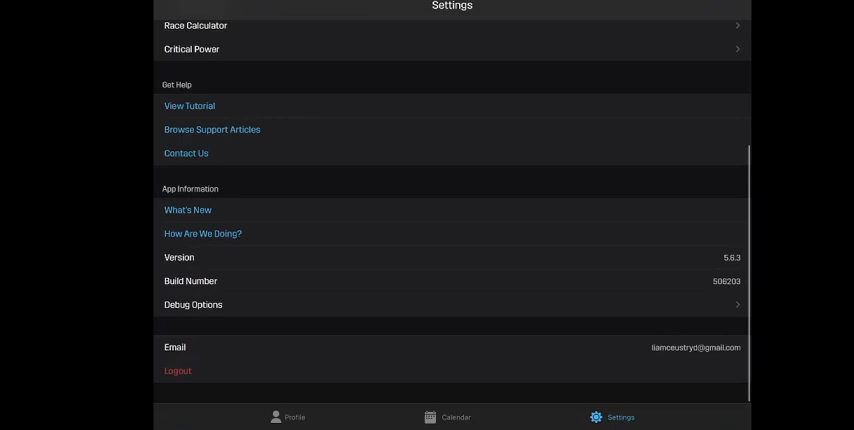 Settings
Race Calculator
Critical Power
Get Help
View Tutorial
Browse Support Articles
Contact Us
App Information
What's New
How Are We Doing?
Version 5.6.3
Build Number 506203
Debug Options
Email liamceustryd@gmail.com
Logout
Profile Calendar Settings